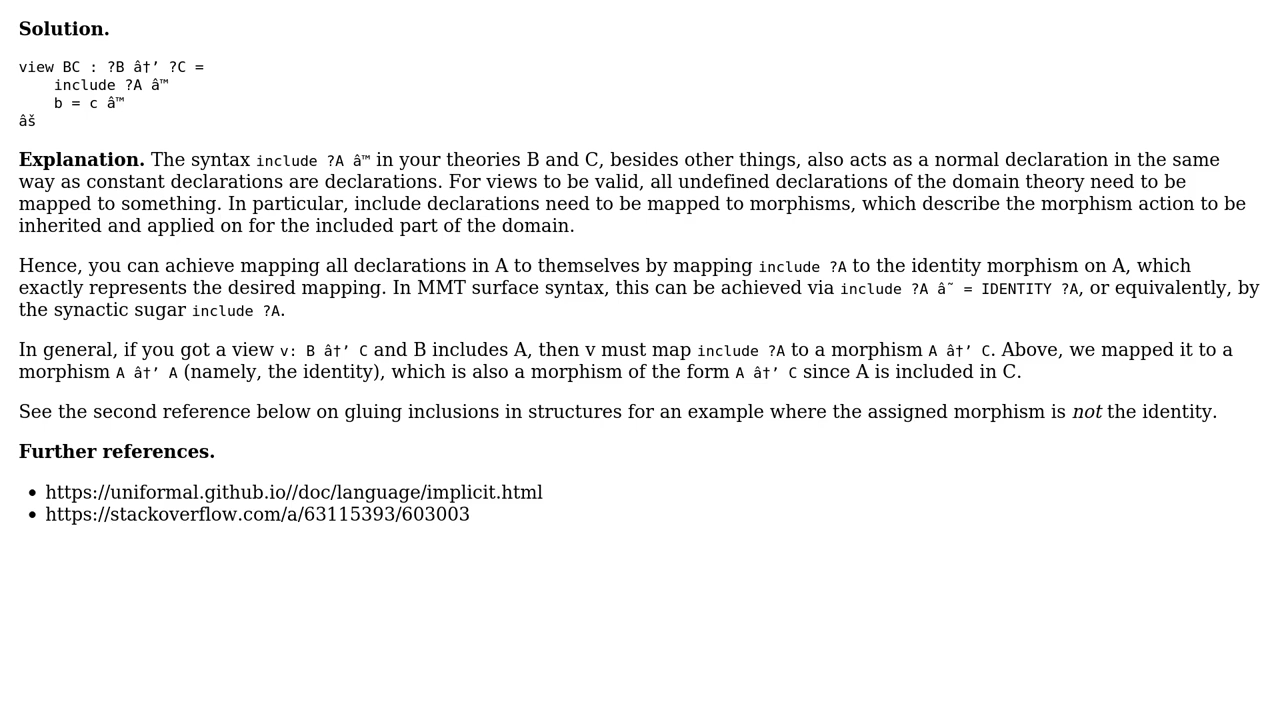 Solution.
view BC : ?B â†’ ?C =
include ?A â™
b = c â™
âš
Explanation. The syntax include ?A â™ in your theories B and C, besides other things, also acts as a normal declaration in the same
way as constant declarations are declarations. For views to be valid, all undefined declarations of the domain theory need to be
mapped to something. In particular, include declarations need to be mapped to morphisms, which describe the morphism action to be
inherited and applied on for the included part of the domain.
Hence, you can achieve mapping all declarations in A to themselves by mapping include ?A to the identity morphism on A, which
exactly represents the desired mapping. In MMT surface syntax, this can be achieved via include ?A â˜ = IDENTITY ?A, or equivalently, by
the synactic sugar include ?A.
In general, if you got a view v: B â†’ C and B includes A, then v must map include ?A to a morphism A â†’ C. Above, we mapped it to a
morphism A â†’ A (namely, the identity), which is also a morphism of the form A â†’ C since A is included in C.
See the second reference below on gluing inclusions in structures for an example where the assigned morphism is not the identity.
Further references.
• https://uniformal.github.io//doc/language/implicit.html
• https://stackoverflow.com/a/63115393/603003